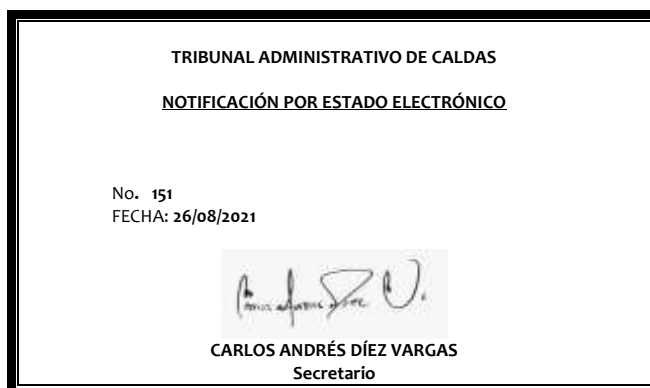 TRIBUNAL ADMINISTRATIVO DE CALDAS
NOTIFICACIÓN POR ESTADO ELECTRÓNICO
No. 151
FECHA: 26/08/2021
CARLOS ANDRÉS DÍEZ VARGAS
Secretario